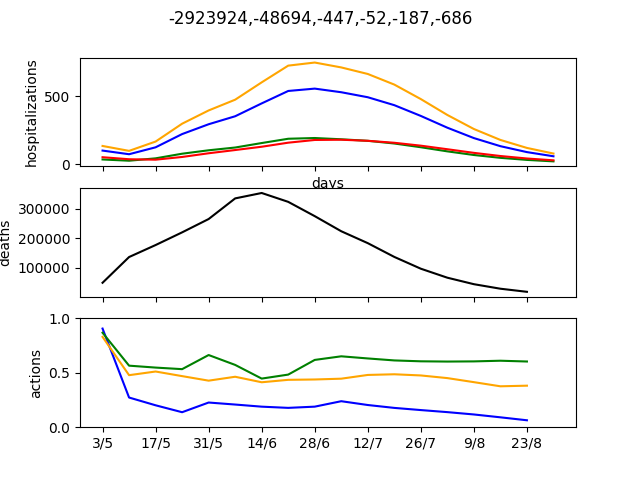 -2923924,-48694,-447,-52,-187,-686
hospitalizations
500
0
days
deaths
300000
200000
100000
actions
1.0
0.5
0.0
3/5 17/5 31/5 14/6 28/6 12/7 26/7 9/8 23/8